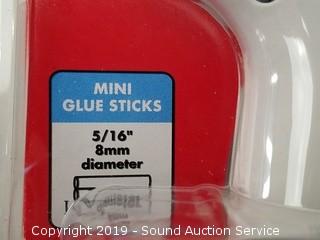 MINI
GLUE STICKS
5/16"
8mm
diameter
Copyright 2019 - Sound Auction Service